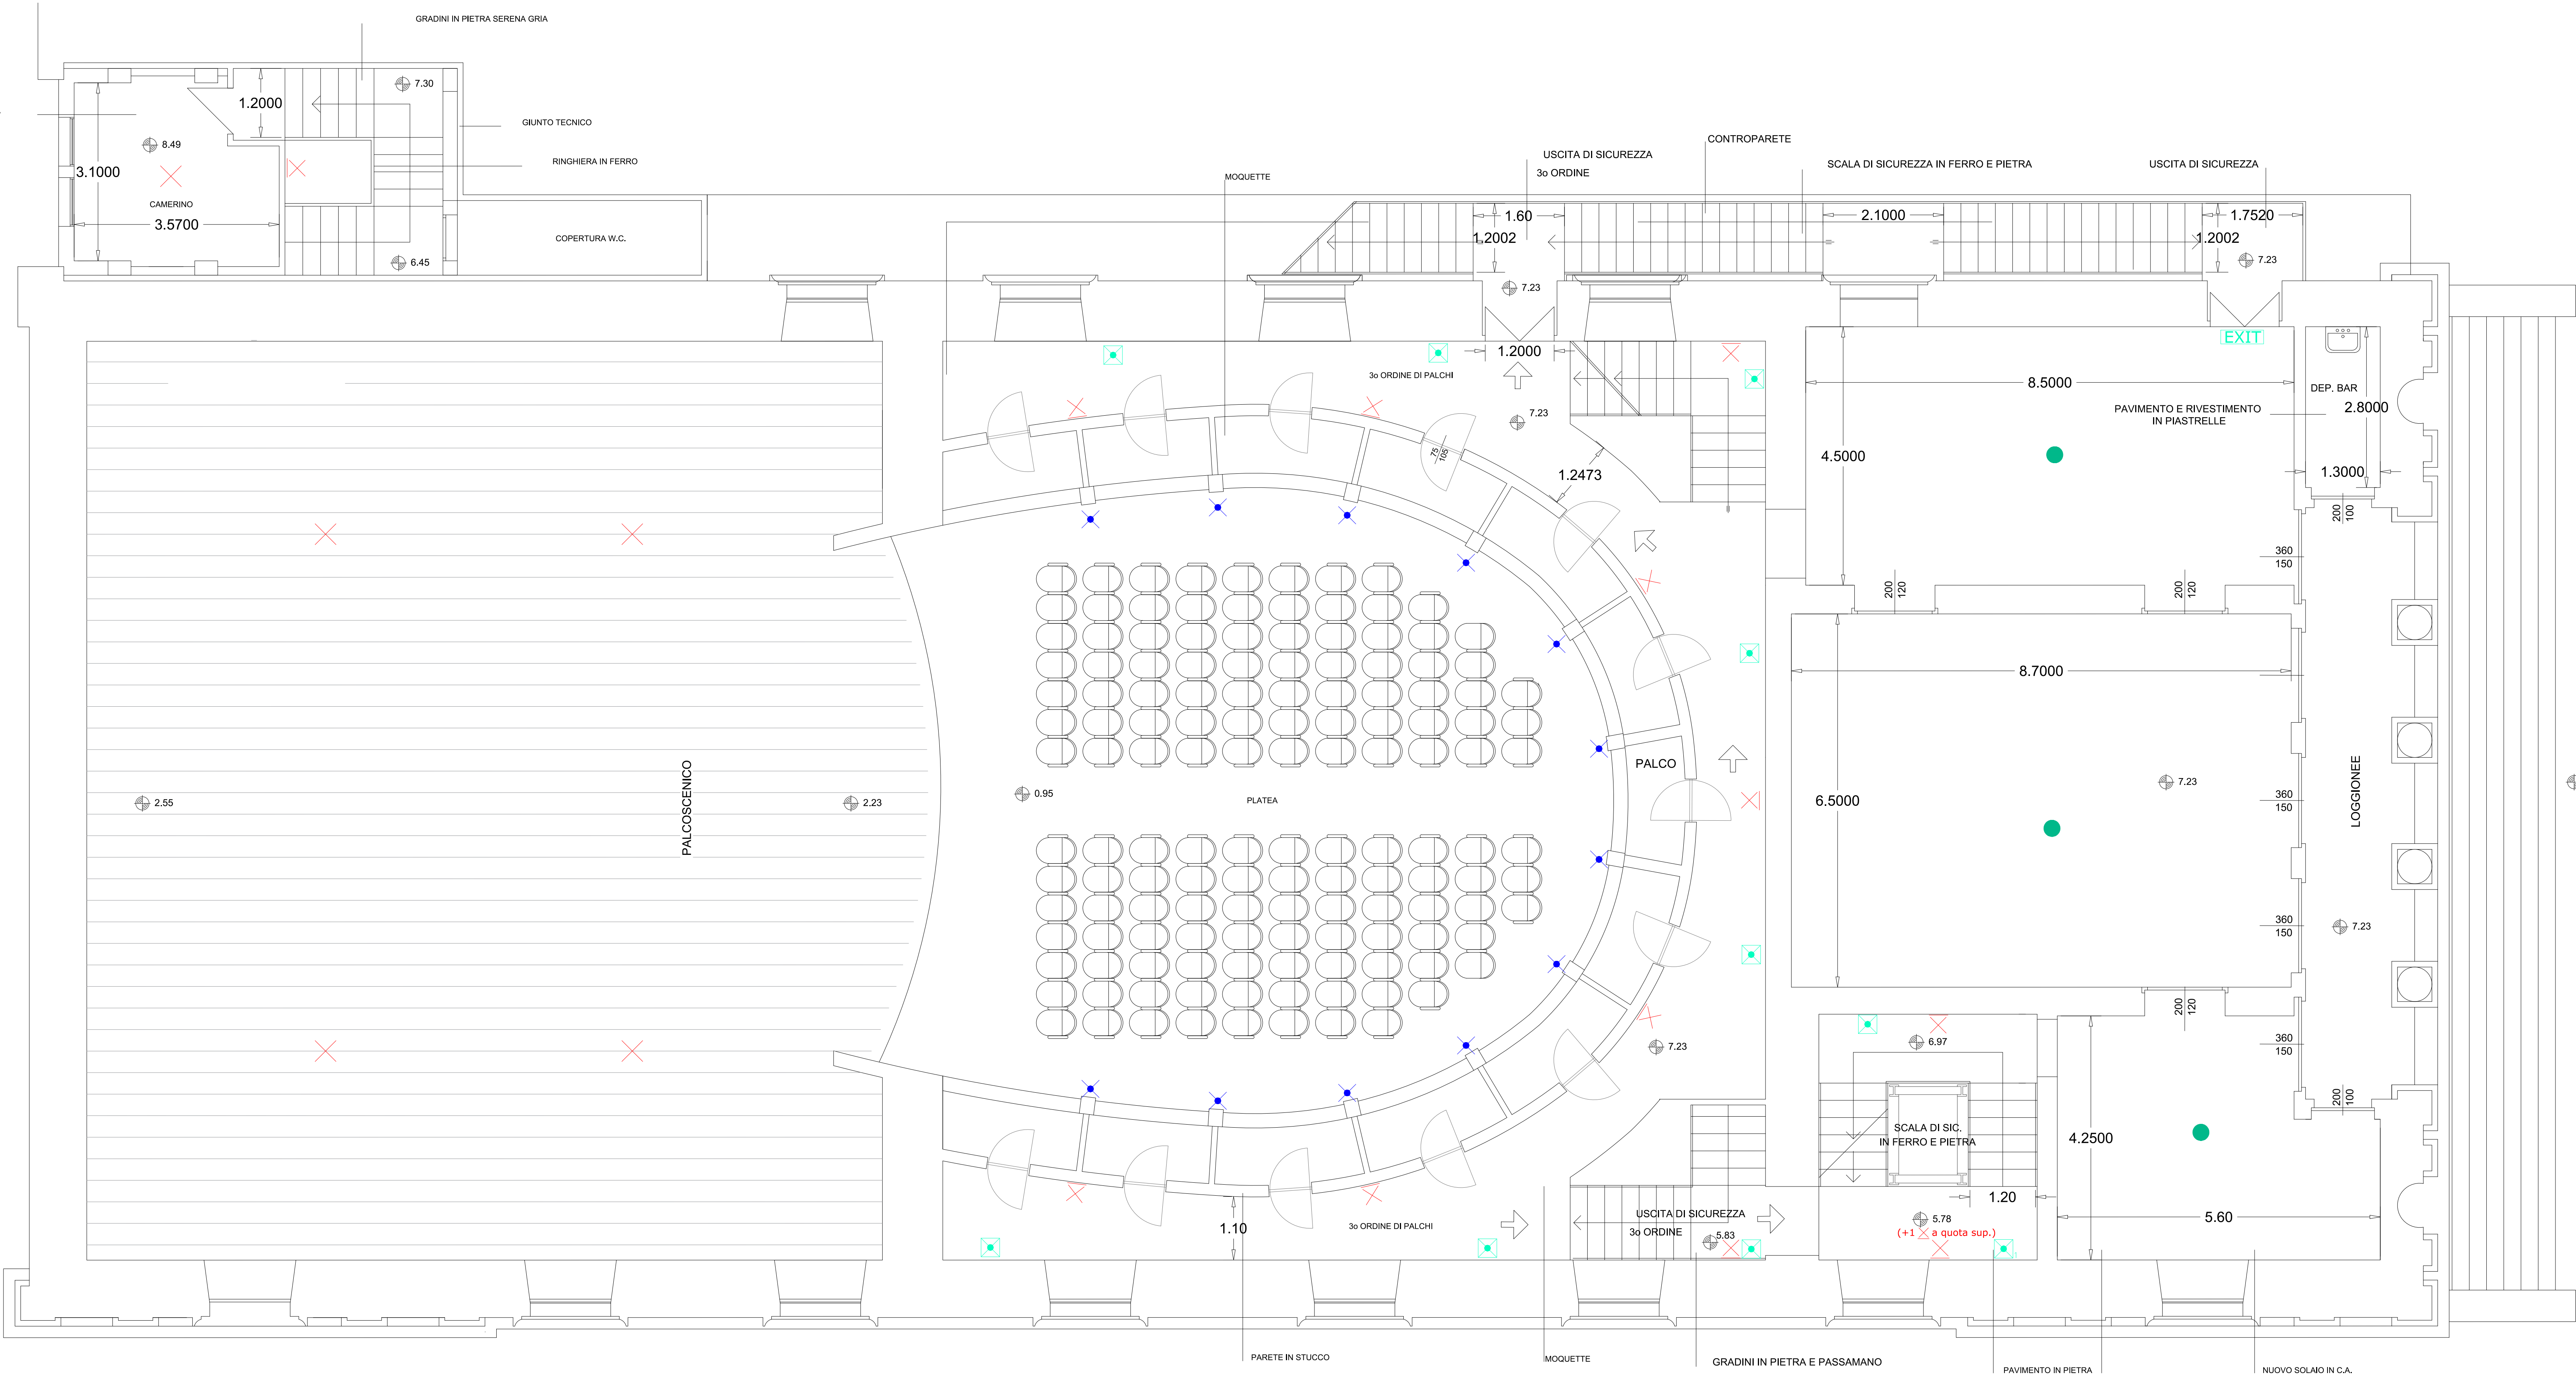 GRADINI IN PIETRA SERENA GRIA
7.30
1.2000
GIUNTO TECNICO
8.49
RINGHIERA IN FERRO
3.1000
CAMERINO
3.5700
COPERTURA W.C.
6.45
MOQUETTE
USCITA DI SICUREZZA
3o ORDINE
CONTROPARETE
SCALA DI SICUREZZA IN FERRO E PIETRA
USCITA DI SICUREZZA
1.60
1.2002
2.1000
1.7520
1.2002
7.23
7.23
EXIT
1.2000
3o ORDINE DI PALCHI
7.23
8.5000
DEP. BAR
2.8000
PAVIMENTO E RIVESTIMENTO
IN PIASTRELLE
75
105
1.2473
4.5000
1.3000
200
100
360
150
200
120
200
120
8.7000
PALCOSCENICO
PALCO
2.55
2.23
0.95
PLATEA
6.5000
7.23
360
150
LOGGIONEE
360
150
7.23
7.23
200
120
6.97
360
150
200
100
SCALA DI SIC.
IN FERRO E PIETRA
4.2500
1.20
1.10
3o ORDINE DI PALCHI
USCITA DI SICUREZZA
3o ORDINE
5.83
5.78
(+1 a quota sup.)
5.60
PARETE IN STUCCO
MOQUETTE
GRADINI IN PIETRA E PASSAMANO
PAVIMENTO IN PIETRA
NUOVO SOLAIO IN C.A.